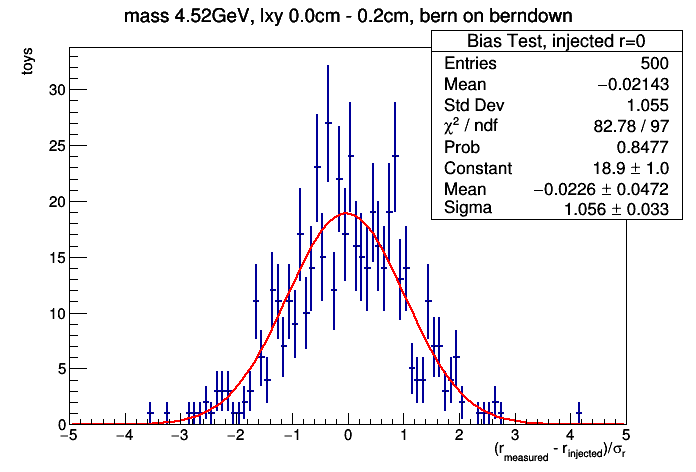 mass 4.52GeV, lxy 0.0cm - 0.2cm, bern on berndown
toys
Bias Test, injected r=0
Entries 500
Mean −0.02143
Std Dev 1.055
χ² / ndf 82.78 / 97
Prob 0.8477
Constant 18.9 ± 1.0
Mean −0.0226 ± 0.0472
Sigma 1.056 ± 0.033
30
25
20
15
10
5
0
−5 −4 −3 −2 −1 0 1 2 3 4 5
(r_measured - r_injected)/σ_r